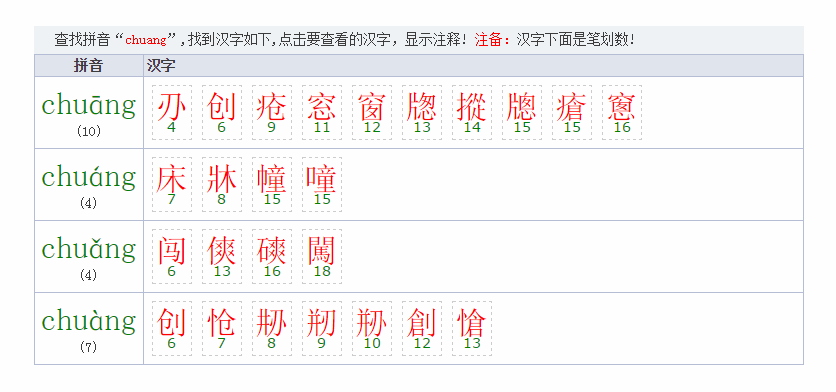 查找拼音“chuang”,找到汉字如下,点击要查看的汉字，显示注释！注备：汉字下面是笔划数！
拼音 汉字
chuāng 刅 创 疮 窓 窗 牎 摐 牕 瘡 窻
(10) 4 6 9 11 12 13 14 15 15 16
chuáng 床 牀 幢 噇
(4) 7 8 15 15
chuǎng 闯 傸 磢 闖
(4) 6 13 16 18
chuàng 创 怆 刱 剏 剙 創 愴
(7) 6 7 8 9 10 12 13